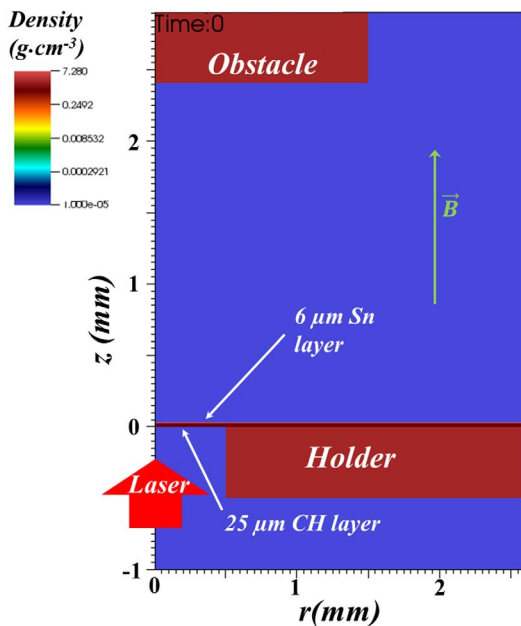 Density
(g.cm⁻³)
7.280
0.2492
0.008532
0.0002921
1.000e-05
Time:0
Obstacle
2
B
1
z (mm)
6 µm Sn
layer
0
Holder
Laser
25 µm CH layer
-1
0 1 2
r(mm)